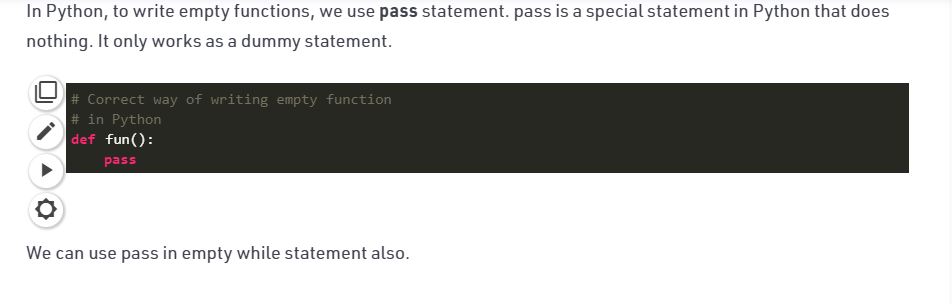 In Python, to write empty functions, we use pass statement. pass is a special statement in Python that does
nothing. It only works as a dummy statement.
# Correct way of writing empty function
# in Python
def fun():
    pass
We can use pass in empty while statement also.